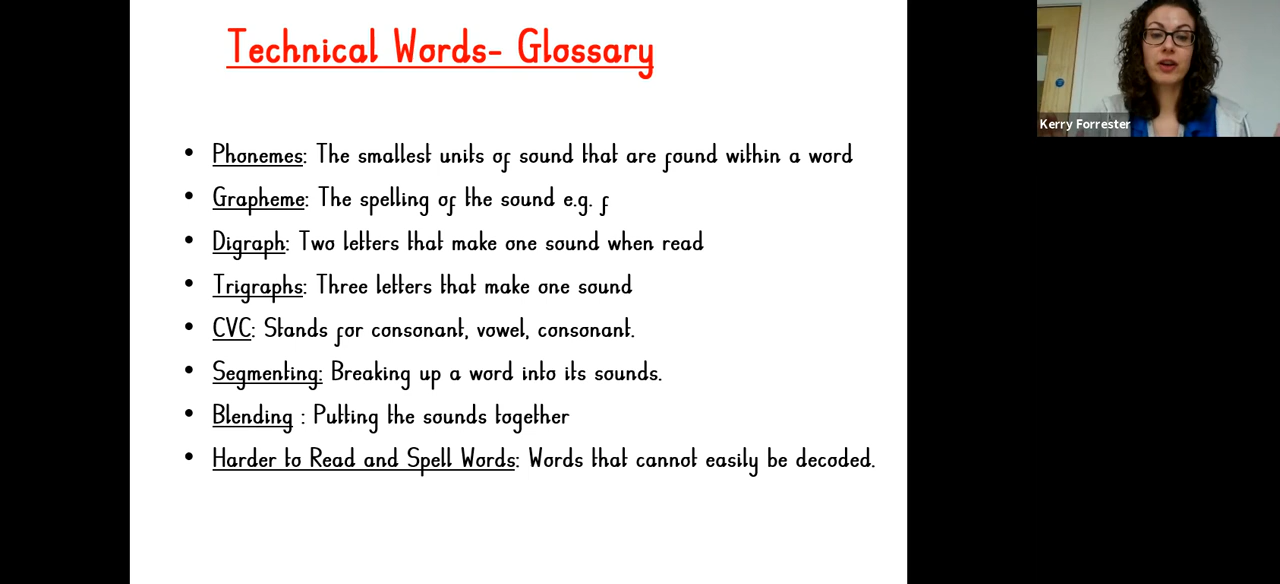 Technical Words- Glossary
Kerry Forrester
• Phonemes: The smallest units of sound that are found within a word
• Grapheme: The spelling of the sound e.g. f
• Digraph: Two letters that make one sound when read
• Trigraphs: Three letters that make one sound
• CVC: Stands for consonant, vowel, consonant.
• Segmenting: Breaking up a word into its sounds.
• Blending : Putting the sounds together
• Harder to Read and Spell Words: Words that cannot easily be decoded.